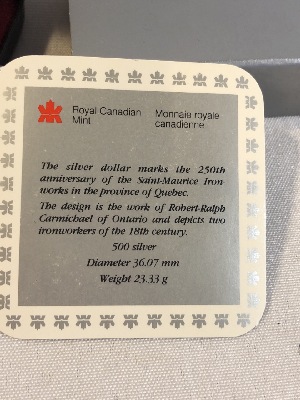 Royal Canadian
Mint
Monnaie royale
canadienne
The silver dollar marks the 250th
anniversary of the Saint-Maurice Iron-
works in the province of Quebec.
The design is the work of Robert-Ralph
Carmichael of Ontario and depicts two
ironworkers of the 18th century.
500 silver
Diameter 36.07 mm
Weight 23.33 g